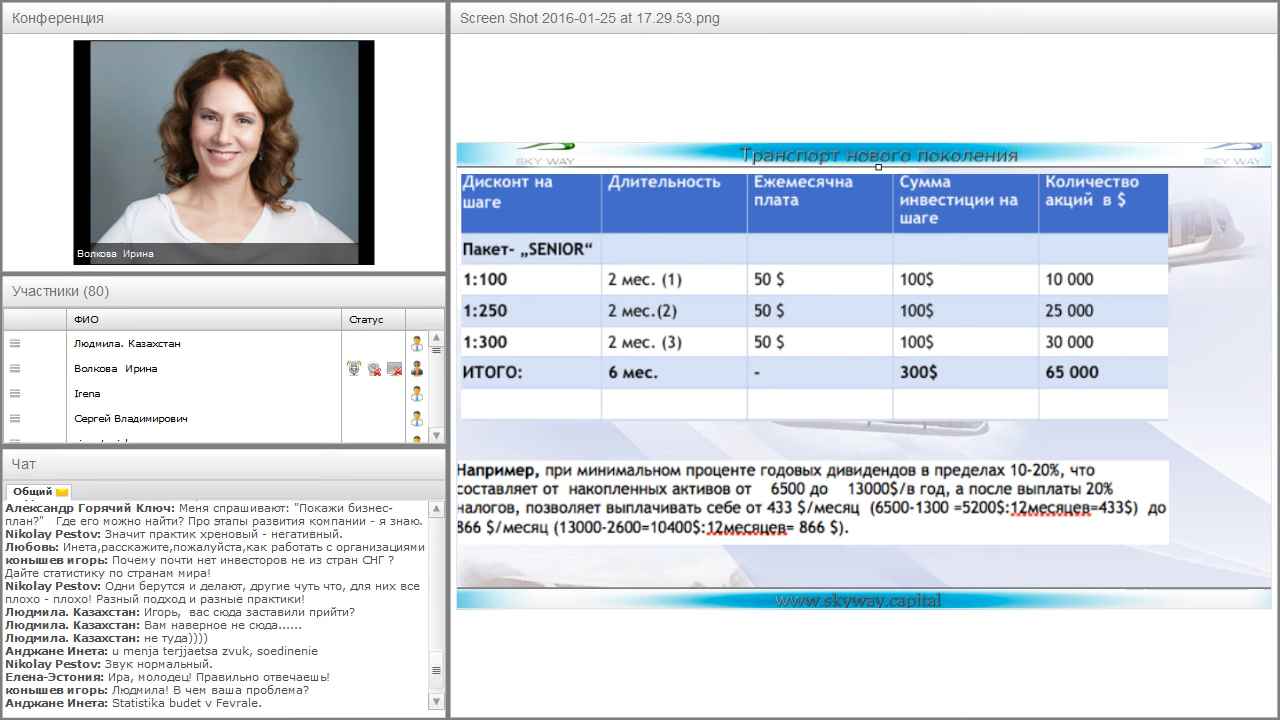 Конференция
Волкова Ирина
Участники (80)
ФИО Статус
Людмила. Казахстан
Волкова Ирина
Irena
Сергей Владимирович
Чат
Общий
Александр Горячий Ключ: Меня спрашивают: "Покажи бизнес-
план?" Где его можно найти? Про этапы развития компании - я знаю.
Nikolay Pestov: Значит практик хреновый - негативный.
Любовь: Инета,расскажите,пожалуйста,как работать с организациями
конышев игорь: Почему почти нет инвесторов не из стран СНГ ?
Дайте статистику по странам мира!
Nikolay Pestov: Одни берутся и делают, другие чуть что, для них все
плохо - плохо! Разный подход и разные практики!
Людмила. Казахстан: Игорь, вас сюда заставили прийти?
Людмила. Казахстан: Вам наверное не сюда......
Людмила. Казахстан: не туда))))
Анджане Инета: u menja terjjaetsa zvuk, soedinenie
Nikolay Pestov: Звук нормальный.
Елена-Эстония: Ира, молодец! Правильно отвечаешь!
конышев игорь: Людмила! В чем ваша проблема?
Анджане Инета: Statistika budet v Fevrale.
Screen Shot 2016-01-25 at 17.29.53.png
SKY WAY Транспорт нового поколения SKY WAY
Дисконт на Длительность Ежемесячна Сумма Количество
шаге плата инвестиции на акций в $
шаге
Пакет- „SENIOR“
1:100 2 мес. (1) 50 $ 100$ 10 000
1:250 2 мес.(2) 50 $ 100$ 25 000
1:300 2 мес. (3) 50 $ 100$ 30 000
ИТОГО: 6 мес. - 300$ 65 000
Например, при минимальном проценте годовых дивидендов в пределах 10-20%, что
составляет от накопленных активов от 6500 до 13000$/в год, а после выплаты 20%
налогов, позволяет выплачивать себе от 433 $/месяц (6500-1300 =5200$:12месяцев=433$) до
866 $/месяц (13000-2600=10400$:12месяцев= 866 $).
www.skyway.capital